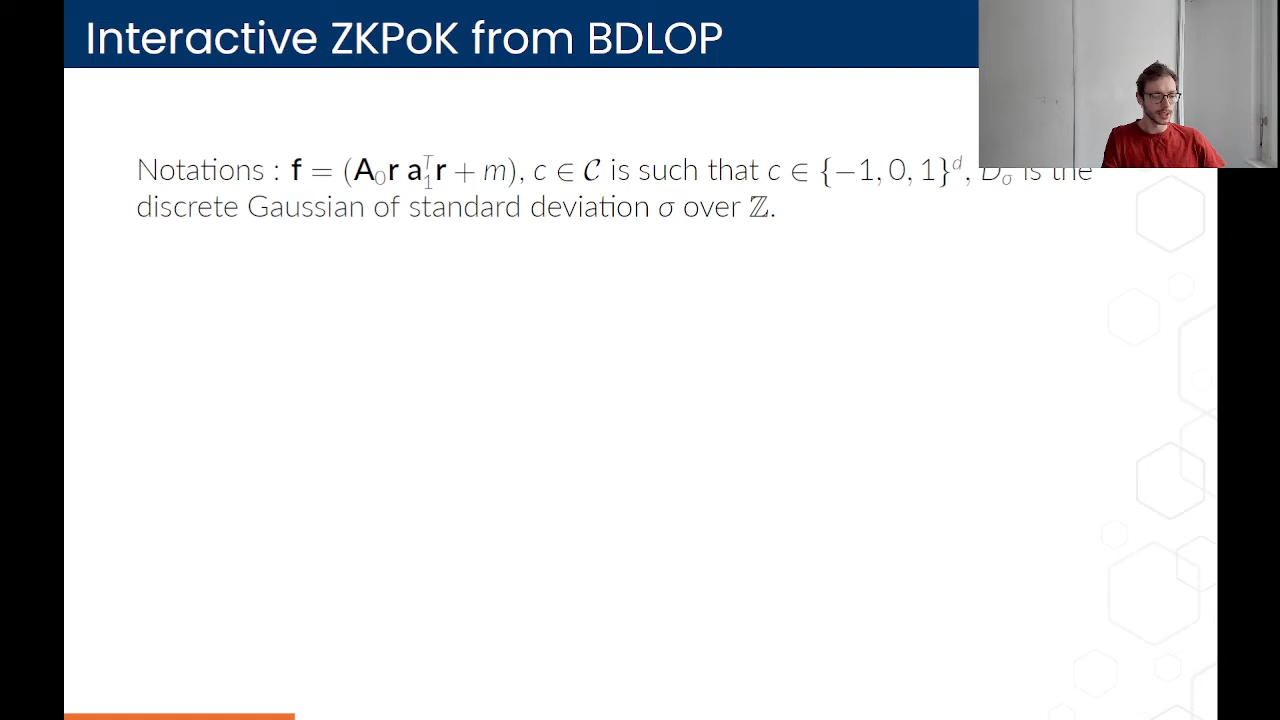 Interactive ZKPoK from BDLOP
Notations : f = (A₀r a₁ᵀr + m), c ∈ 𝒞 is such that c ∈ {−1, 0, 1}ᵈ, D_σ is the
discrete Gaussian of standard deviation σ over ℤ.